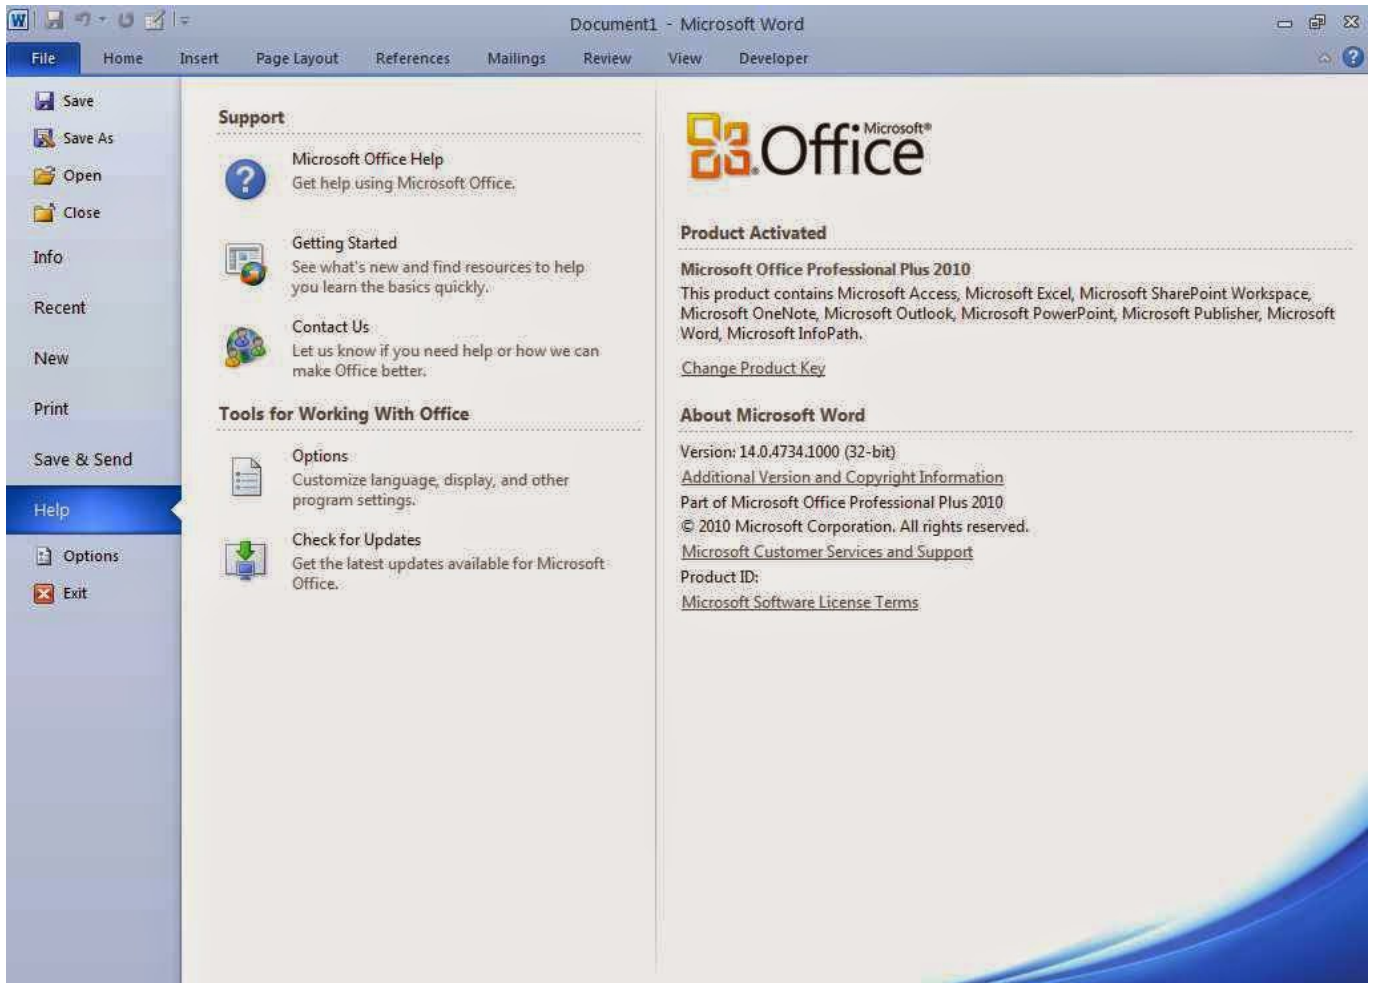 Document1 - Microsoft Word
File Home Insert Page Layout References Mailings Review View Developer
Save
Save As
Open
Close
Info
Recent
New
Print
Save & Send
Help
Options
Exit
Support
Microsoft Office Help
Get help using Microsoft Office.
Getting Started
See what's new and find resources to help
you learn the basics quickly.
Contact Us
Let us know if you need help or how we can
make Office better.
Tools for Working With Office
Options
Customize language, display, and other
program settings.
Check for Updates
Get the latest updates available for Microsoft
Office.
Microsoft®
Office
Product Activated
Microsoft Office Professional Plus 2010
This product contains Microsoft Access, Microsoft Excel, Microsoft SharePoint Workspace,
Microsoft OneNote, Microsoft Outlook, Microsoft PowerPoint, Microsoft Publisher, Microsoft
Word, Microsoft InfoPath.
Change Product Key
About Microsoft Word
Version: 14.0.4734.1000 (32-bit)
Additional Version and Copyright Information
Part of Microsoft Office Professional Plus 2010
© 2010 Microsoft Corporation. All rights reserved.
Microsoft Customer Services and Support
Product ID:
Microsoft Software License Terms